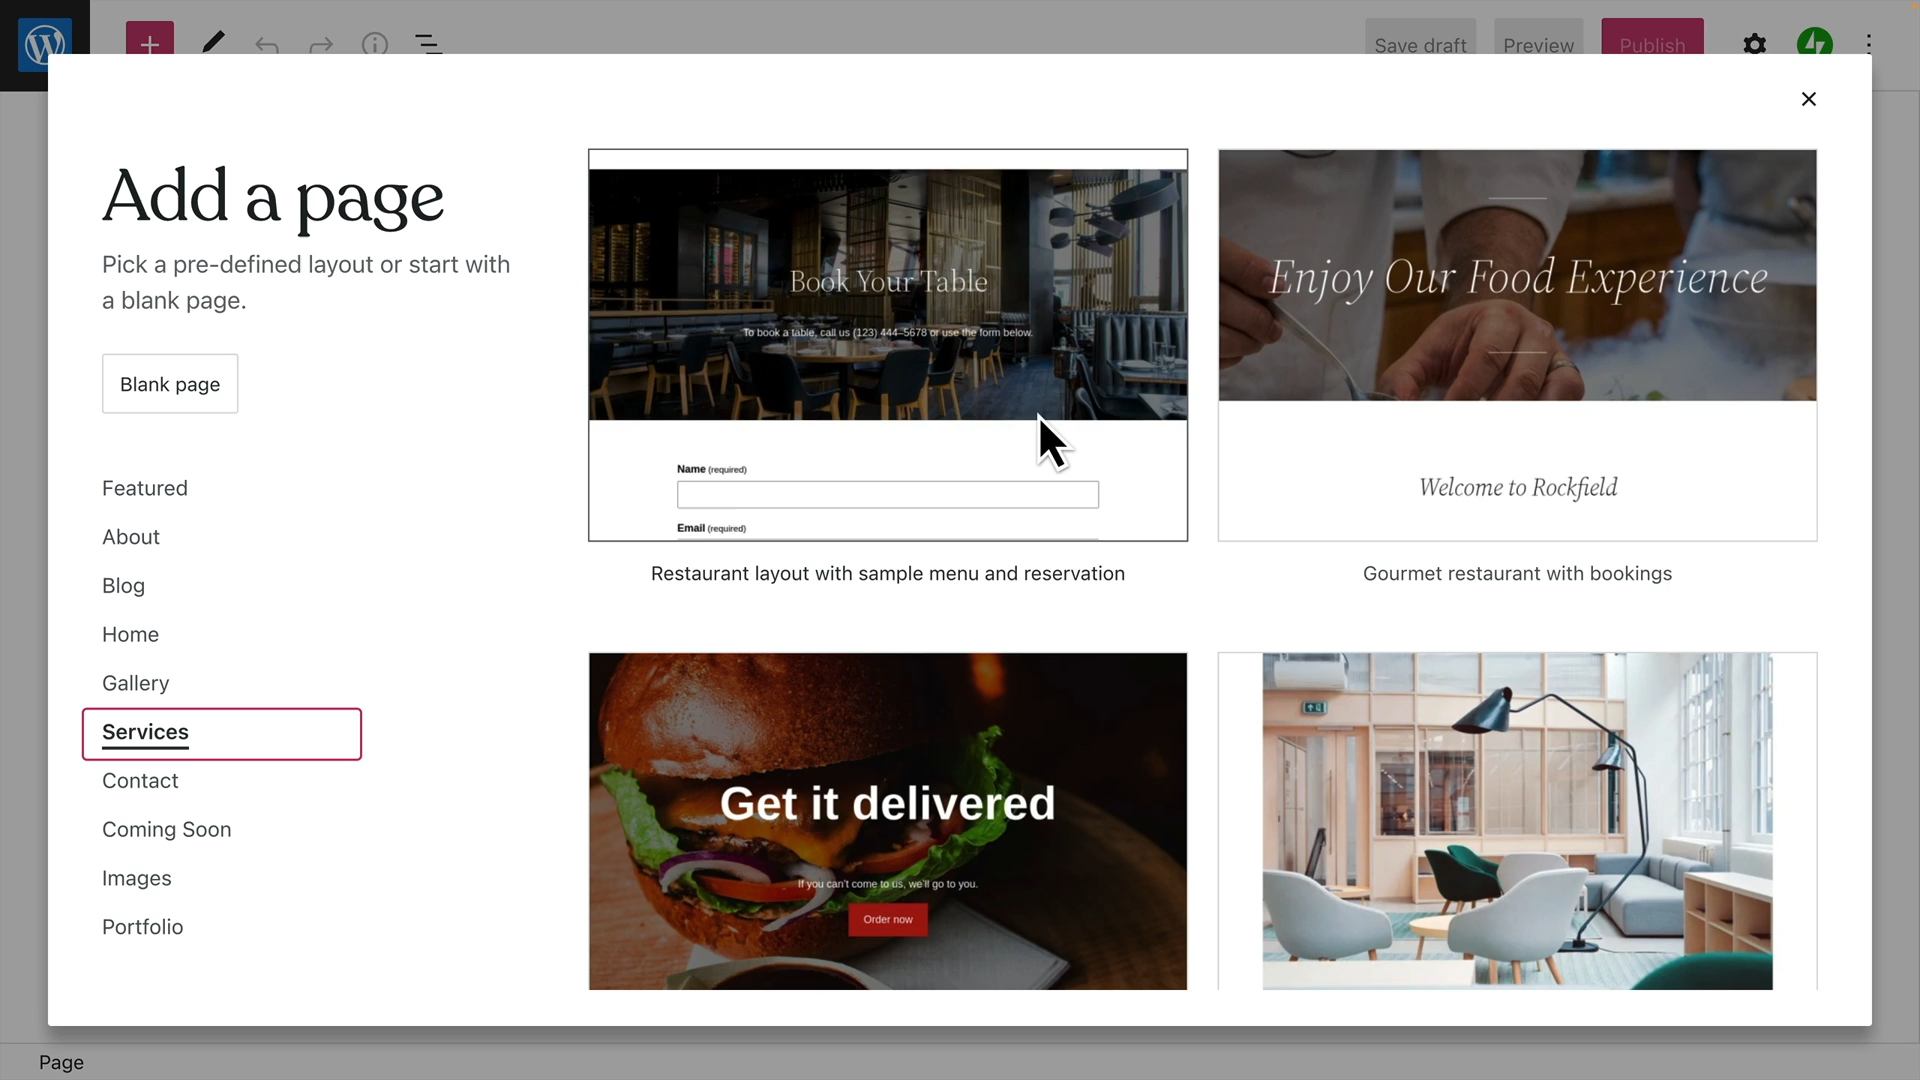 Save draft
Preview
Publish
Add a page
Pick a pre-defined layout or start with
a blank page.
Blank page
Featured
About
Blog
Home
Gallery
Services
Contact
Coming Soon
Images
Portfolio
Book Your Table
To book a table, call us (123) 444-5678 or use the form below.
Name (required)
Email (required)
Restaurant layout with sample menu and reservation
Enjoy Our Food Experience
Welcome to Rockfield
Gourmet restaurant with bookings
Get it delivered
If you can't come to us, we'll go to you.
Order now
Page